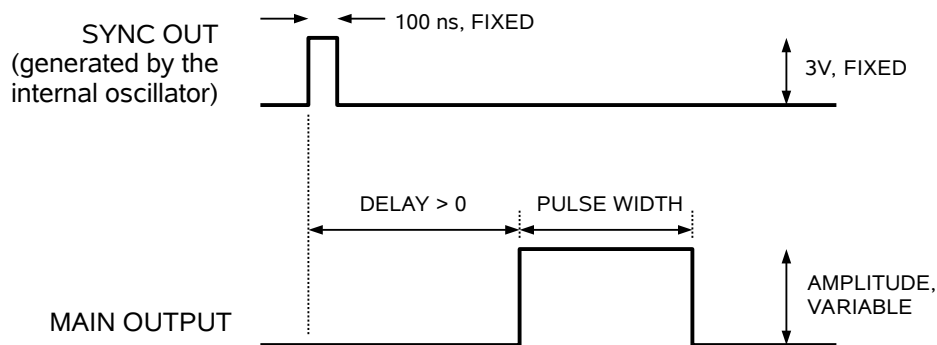 100 ns, FIXED
SYNC OUT
(generated by the
internal oscillator)
3V, FIXED
DELAY > 0
PULSE WIDTH
AMPLITUDE,
VARIABLE
MAIN OUTPUT